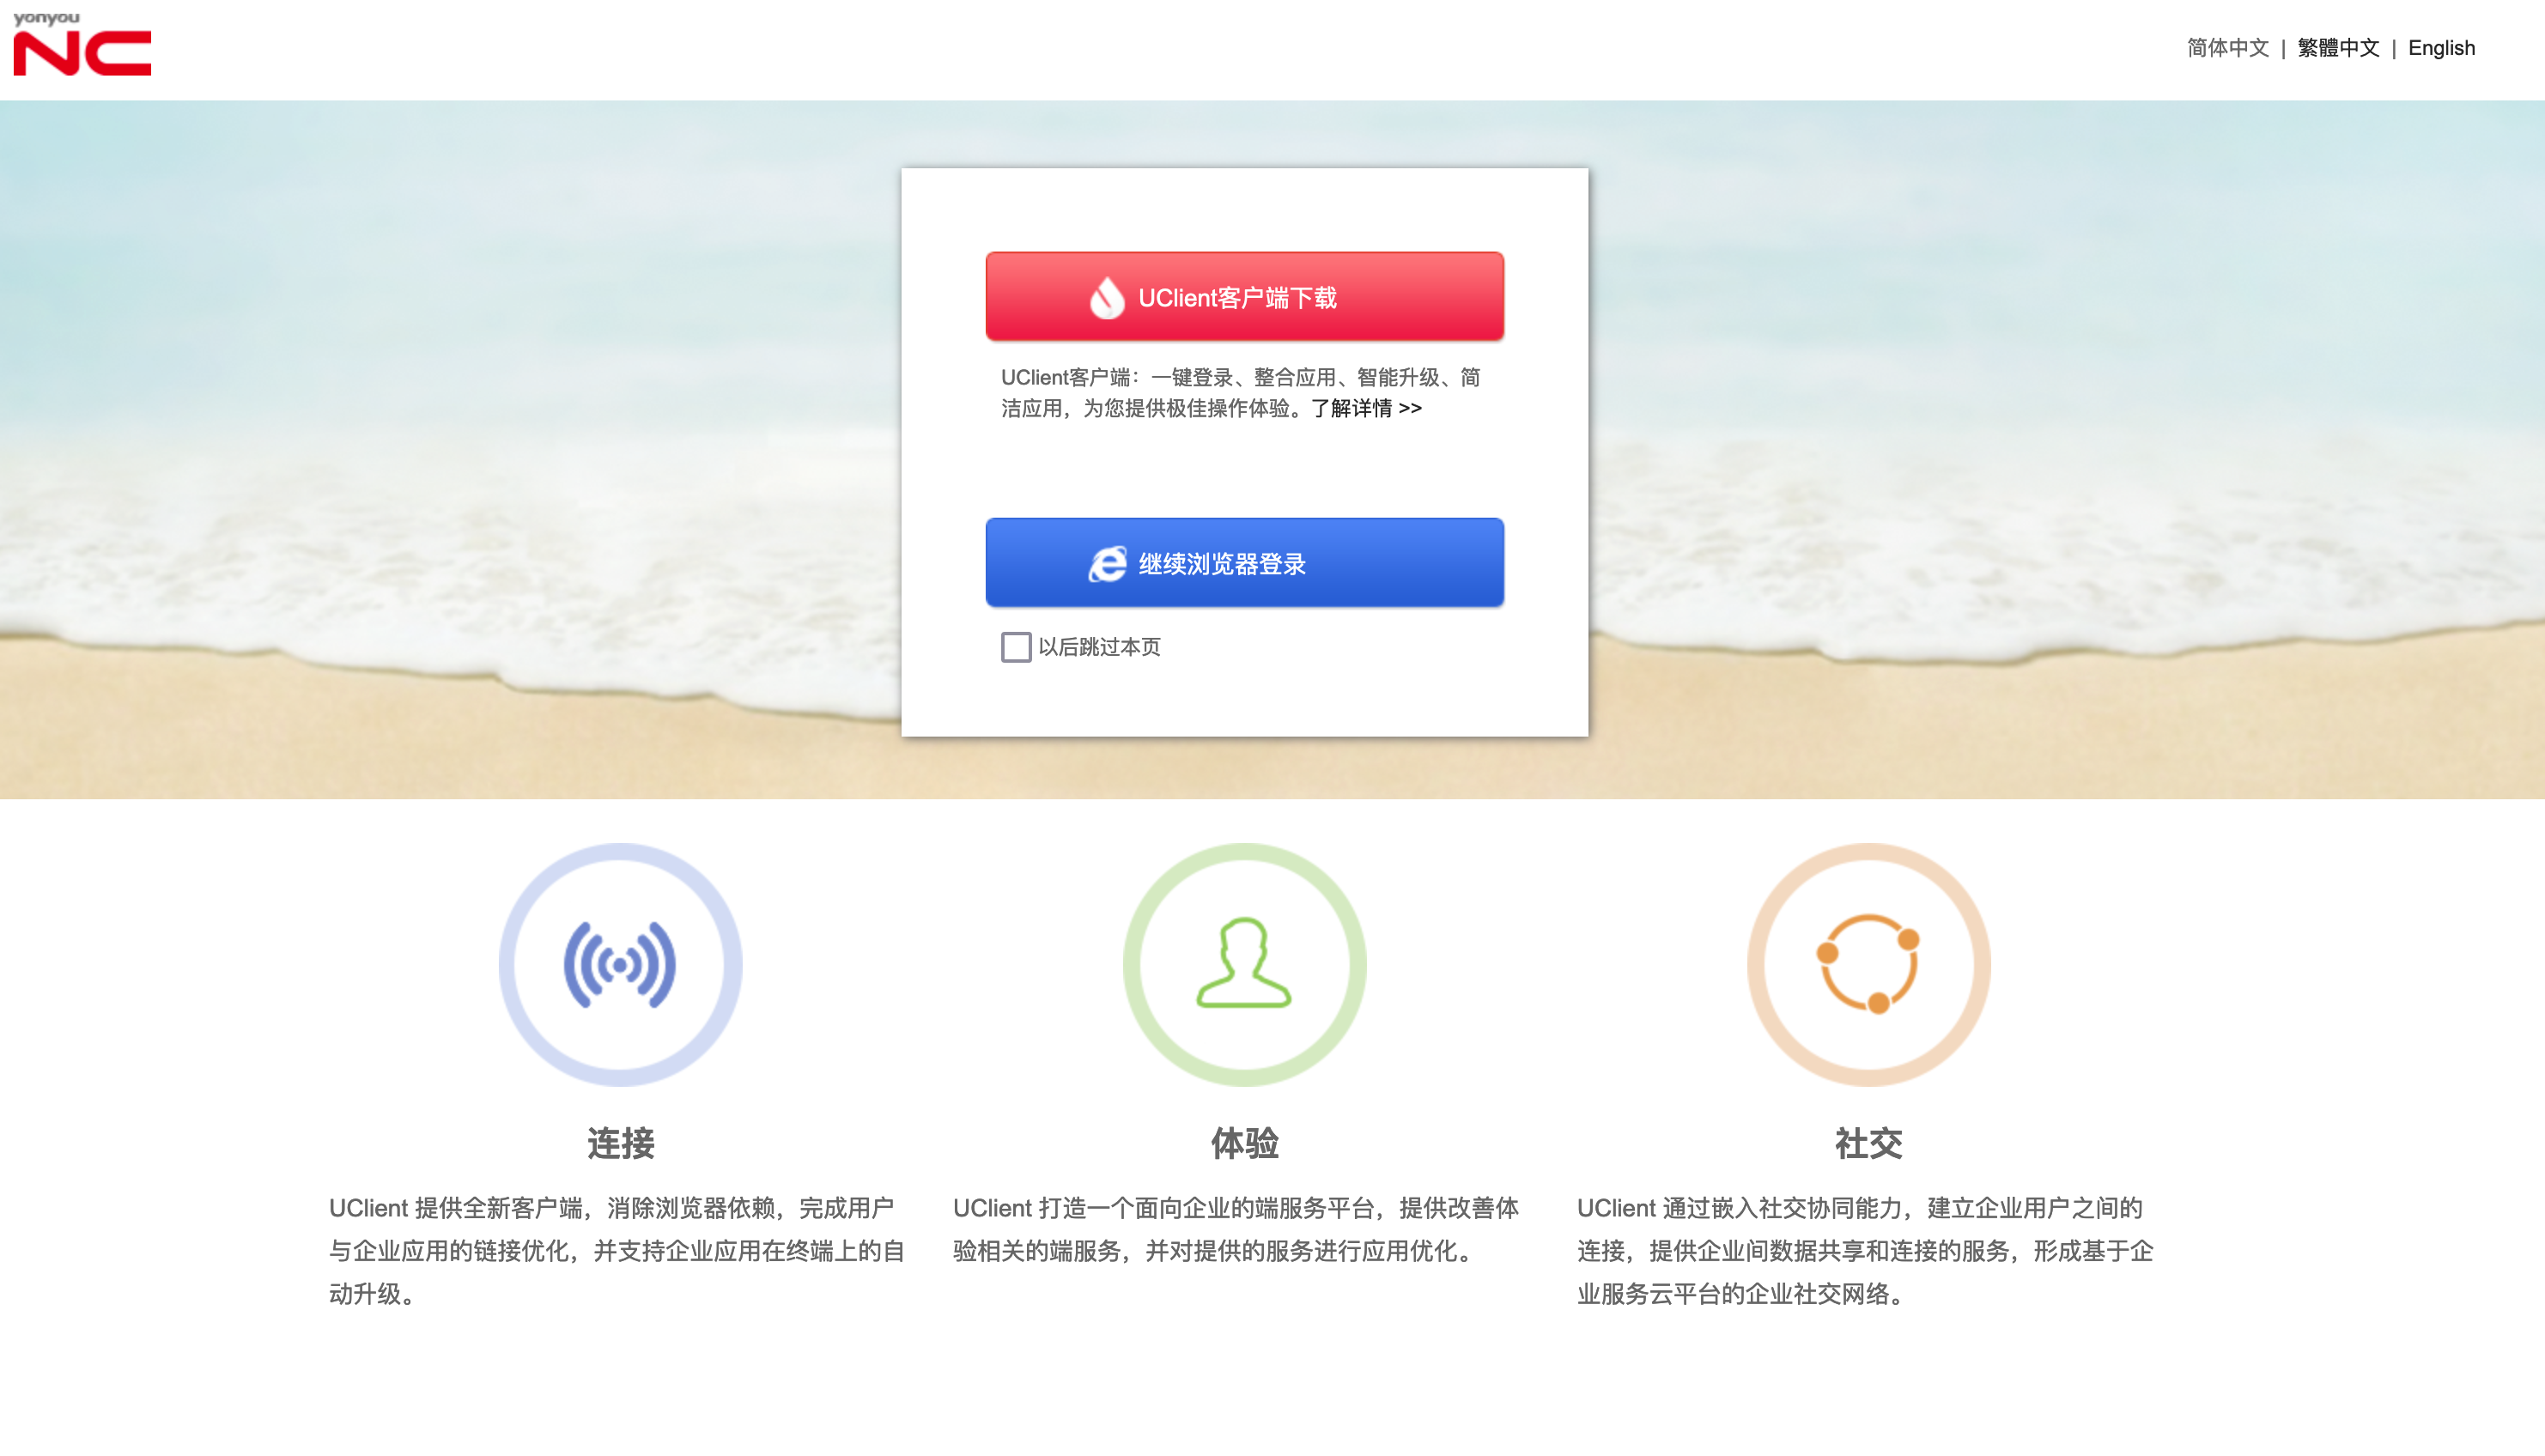 yonyou
NC
简体中文 | 繁體中文 | English
UClient客户端下载
UClient客户端：一键登录、整合应用、智能升级、简
洁应用，为您提供极佳操作体验。了解详情 >>
继续浏览器登录
以后跳过本页
连接
UClient 提供全新客户端，消除浏览器依赖，完成用户
与企业应用的链接优化，并支持企业应用在终端上的自
动升级。
体验
UClient 打造一个面向企业的端服务平台，提供改善体
验相关的端服务，并对提供的服务进行应用优化。
社交
UClient 通过嵌入社交协同能力，建立企业用户之间的
连接，提供企业间数据共享和连接的服务，形成基于企
业服务云平台的企业社交网络。